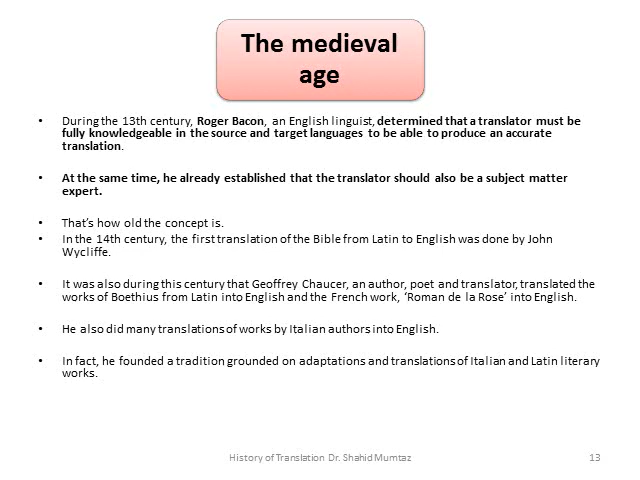 The medieval
age
• During the 13th century, Roger Bacon, an English linguist, determined that a translator must be
fully knowledgeable in the source and target languages to be able to produce an accurate
translation.
• At the same time, he already established that the translator should also be a subject matter
expert.
• That’s how old the concept is.
• In the 14th century, the first translation of the Bible from Latin to English was done by John
Wycliffe.
• It was also during this century that Geoffrey Chaucer, an author, poet and translator, translated the
works of Boethius from Latin into English and the French work, ‘Roman de la Rose’ into English.
• He also did many translations of works by Italian authors into English.
• In fact, he founded a tradition grounded on adaptations and translations of Italian and Latin literary
works.
History of Translation Dr. Shahid Mumtaz
13